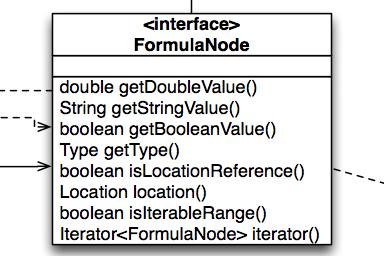 <interface>
FormulaNode
double getDoubleValue()
String getStringValue()
boolean getBooleanValue()
Type getType()
boolean isLocationReference()
Location location()
boolean isIterableRange()
Iterator<FormulaNode> iterator()